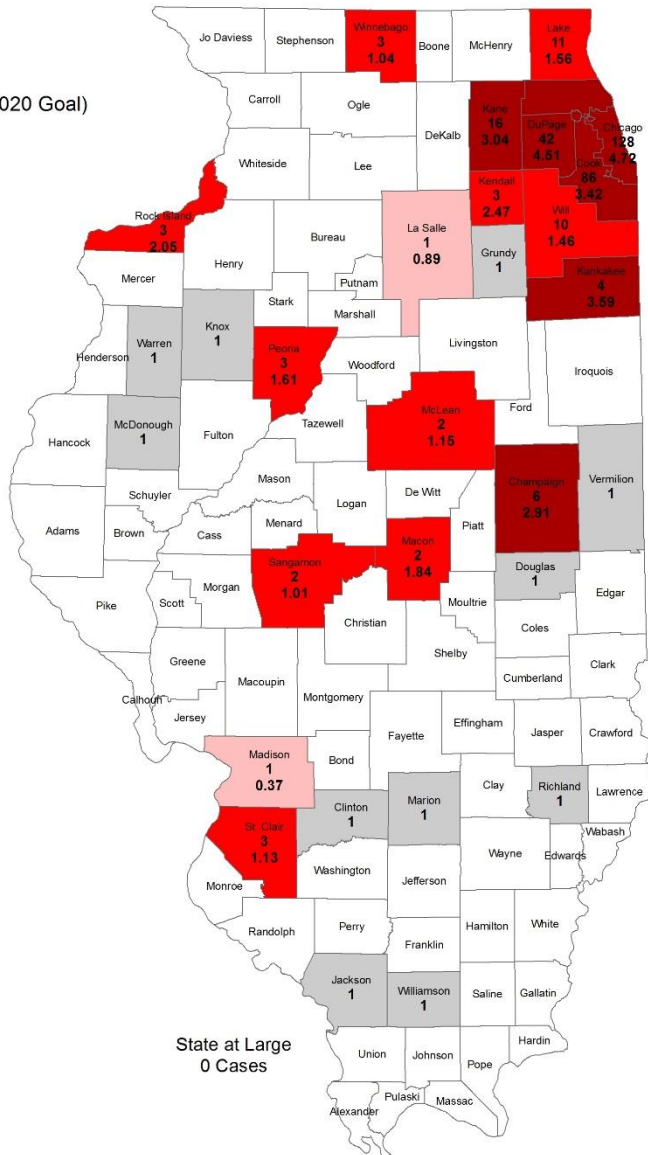 Jo Daviess
Stephenson
Winnebago
3
1.04
Boone
McHenry
Lake
11
1.56
020 Goal)
Carroll
Ogle
DeKalb
Kane
16
3.04
DuPage
42
4.51
Chicago
128
4.72
Cook
86
3.42
Whiteside
Lee
Kendall
3
2.47
Will
10
1.46
Rock Island
3
2.05
Henry
Bureau
La Salle
1
0.89
Grundy
1
Kankakee
4
3.59
Mercer
Putnam
Stark
Marshall
Knox
1
Warren
1
Henderson
Peoria
3
1.61
Woodford
Livingston
Iroquois
McDonough
1
Hancock
Fulton
Tazewell
McLean
2
1.15
Ford
Vermilion
1
Champaign
6
2.91
Schuyler
Mason
Logan
De Witt
Piatt
Adams
Brown
Cass
Menard
Macon
2
1.84
Douglas
1
Sangamon
2
1.01
Morgan
Scott
Pike
Christian
Moultrie
Edgar
Coles
Shelby
Greene
Macoupin
Montgomery
Cumberland
Clark
Calhoun
Jersey
Fayette
Effingham
Jasper
Crawford
Madison
1
0.37
Bond
Clinton
1
Marion
1
Clay
Richland
1
Lawrence
St. Clair
3
1.13
Wabash
Edwards
Wayne
Washington
Monroe
Jefferson
Randolph
Perry
Hamilton
White
Franklin
Jackson
1
Williamson
1
Saline
Gallatin
State at Large
0 Cases
Union
Johnson
Pope
Hardin
Alexander
Pulaski
Massac